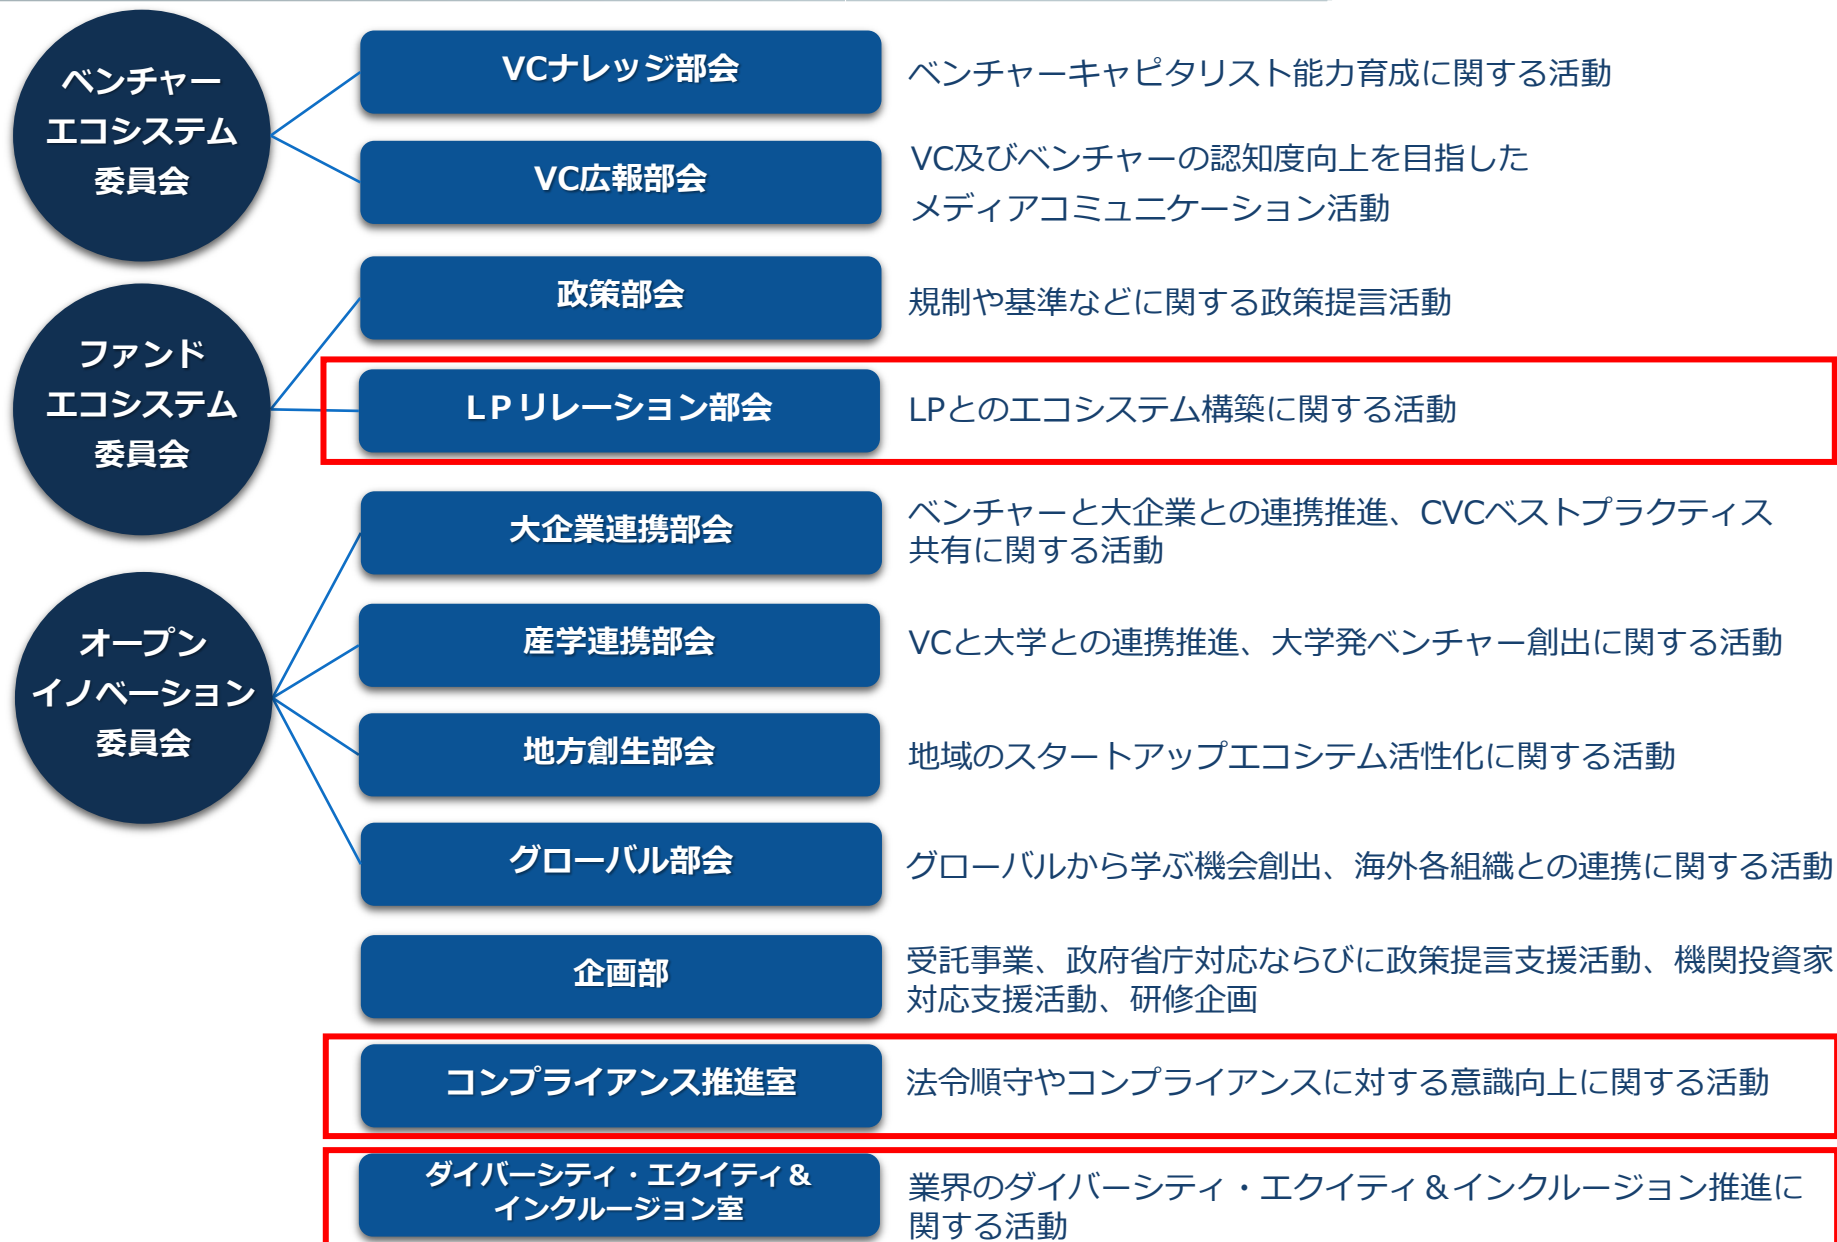 ベンチャー
エコシステム
委員会
VCナレッジ部会
ベンチャーキャピタリスト能力育成に関する活動
VC広報部会
VC及びベンチャーの認知度向上を目指した
メディアコミュニケーション活動
ファンド
エコシステム
委員会
政策部会
規制や基準などに関する政策提言活動
ＬＰリレーション部会
LPとのエコシステム構築に関する活動
オープン
イノベーション
委員会
大企業連携部会
ベンチャーと大企業との連携推進、CVCベストプラクティス
共有に関する活動
産学連携部会
VCと大学との連携推進、大学発ベンチャー創出に関する活動
地方創生部会
地域のスタートアップエコシステム活性化に関する活動
グローバル部会
グローバルから学ぶ機会創出、海外各組織との連携に関する活動
企画部
受託事業、政府省庁対応ならびに政策提言支援活動、機関投資家
対応支援活動、研修企画
コンプライアンス推進室
法令順守やコンプライアンスに対する意識向上に関する活動
ダイバーシティ・エクイティ＆
インクルージョン室
業界のダイバーシティ・エクイティ＆インクルージョン推進に
関する活動